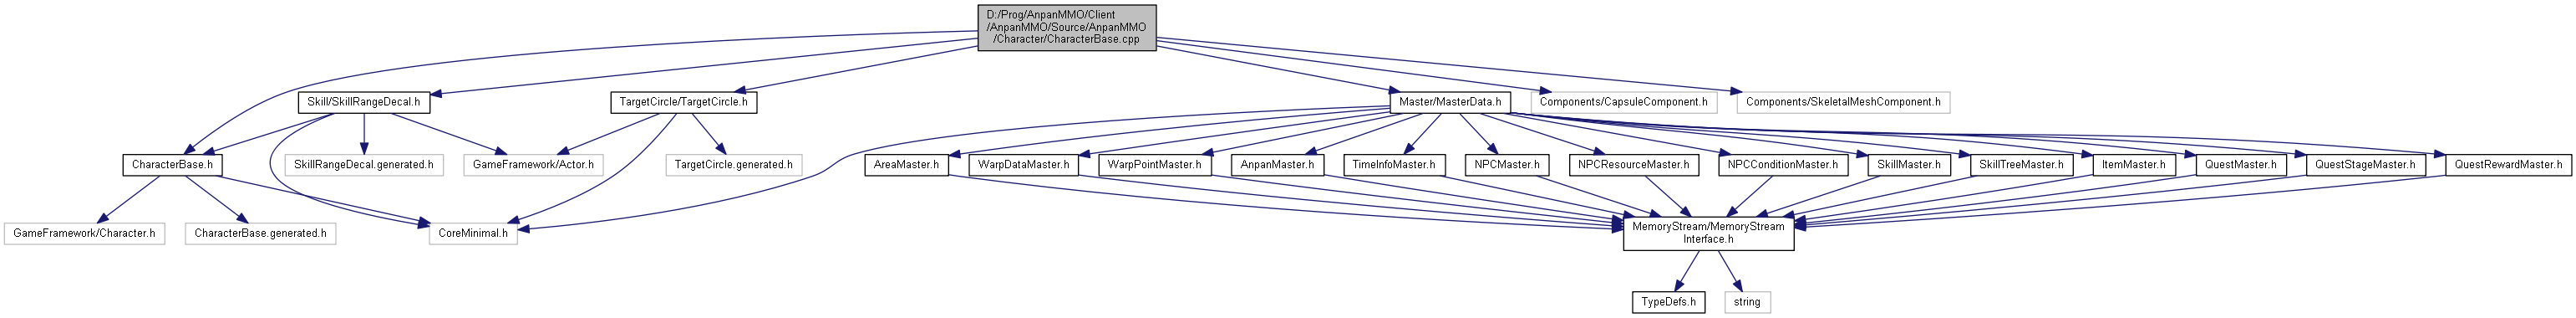 D:/Prog/AnpanMMO/Client
/AnpanMMO/Source/AnpanMMO
/Character/CharacterBase.cpp
Skill/SkillRangeDecal.h
TargetCircle/TargetCircle.h
Master/MasterData.h
Components/CapsuleComponent.h
Components/SkeletalMeshComponent.h
CharacterBase.h
SkillRangeDecal.generated.h
GameFramework/Actor.h
TargetCircle.generated.h
AreaMaster.h
WarpDataMaster.h
WarpPointMaster.h
AnpanMaster.h
TimeInfoMaster.h
NPCMaster.h
NPCResourceMaster.h
NPCConditionMaster.h
SkillMaster.h
SkillTreeMaster.h
ItemMaster.h
QuestMaster.h
QuestStageMaster.h
QuestRewardMaster.h
GameFramework/Character.h
CharacterBase.generated.h
CoreMinimal.h
MemoryStream/MemoryStream
Interface.h
TypeDefs.h
string